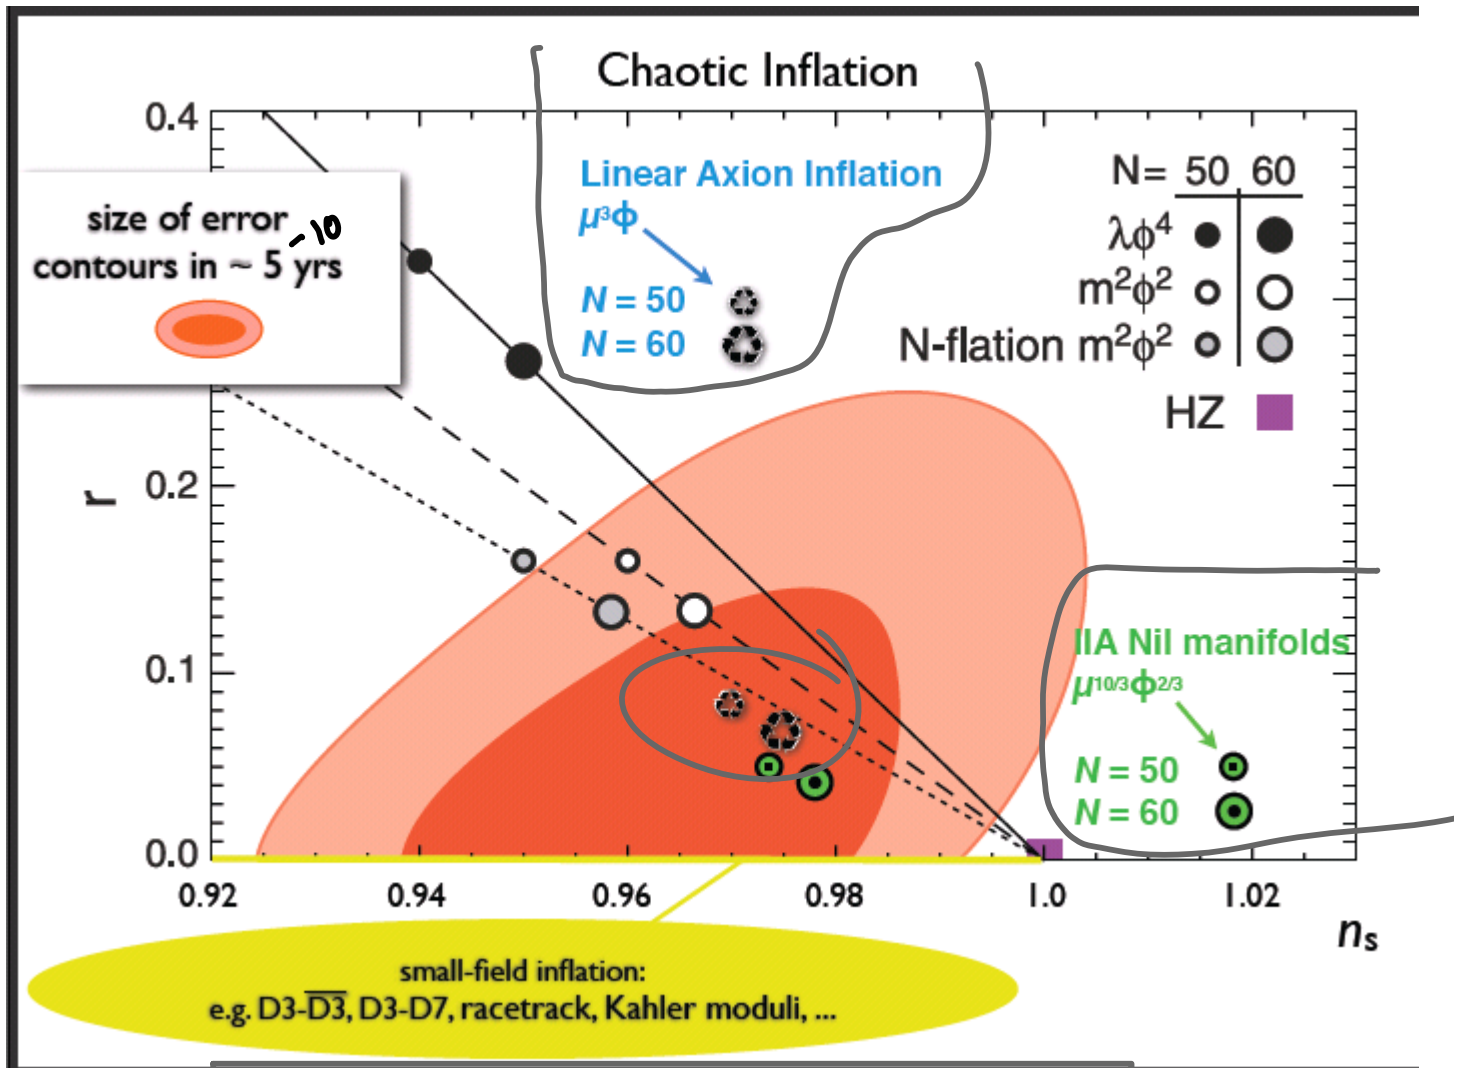 Chaotic Inflation
0.4
Linear Axion Inflation
μ³ϕ
N = 50
N = 60
N= 50 60
λϕ⁴
m²ϕ²
N-flation m²ϕ²
HZ
size of error
contours in ~ 5 -10 yrs
r
0.2
0.1
0.0
IIA Nil manifolds
μ¹⁰/³ϕ²/³
N = 50
N = 60
0.92 0.94 0.96 0.98 1.0 1.02
nₛ
small-field inflation:
e.g. D3-D̅3̅, D3-D7, racetrack, Kahler moduli, ...